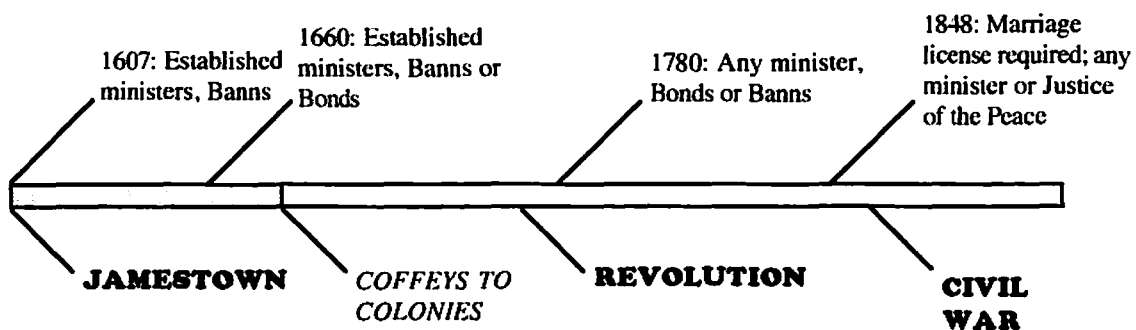 1607: Established
ministers, Banns
1660: Established
ministers, Banns or
Bonds
1780: Any minister,
Bonds or Banns
1848: Marriage
license required; any
minister or Justice
of the Peace
JAMESTOWN
COFFEYS TO
COLONIES
REVOLUTION
CIVIL
WAR